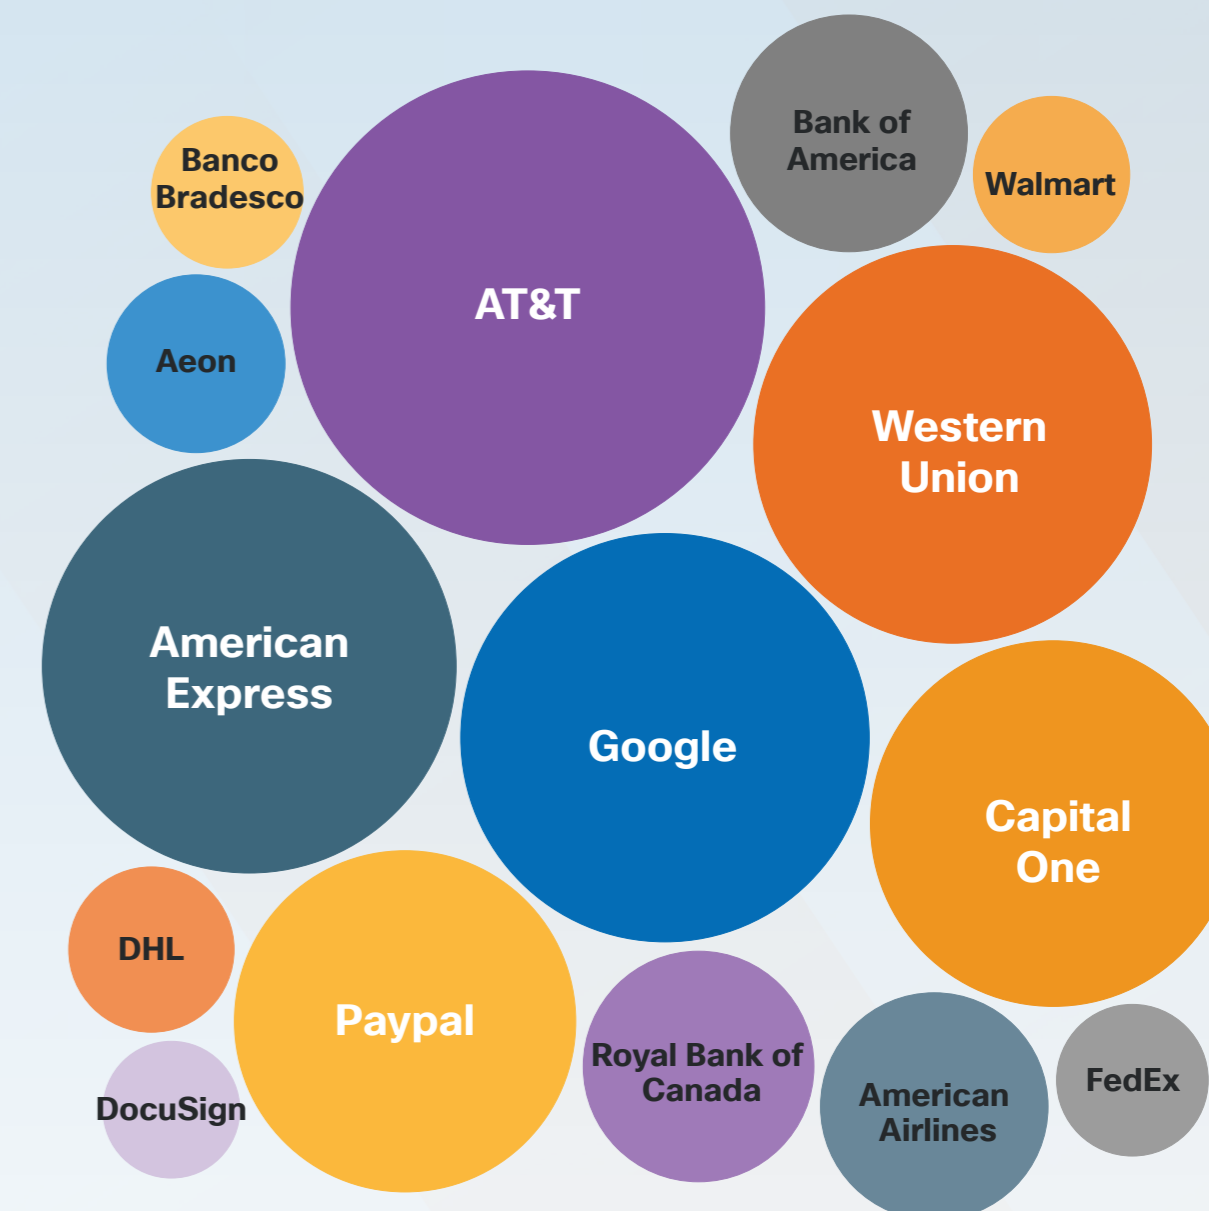 Bank of
America
Walmart
Banco
Bradesco
AT&T
Aeon
Western
Union
American
Express
Google
Capital
One
DHL
Paypal
Royal Bank of
Canada
American
Airlines
FedEx
DocuSign